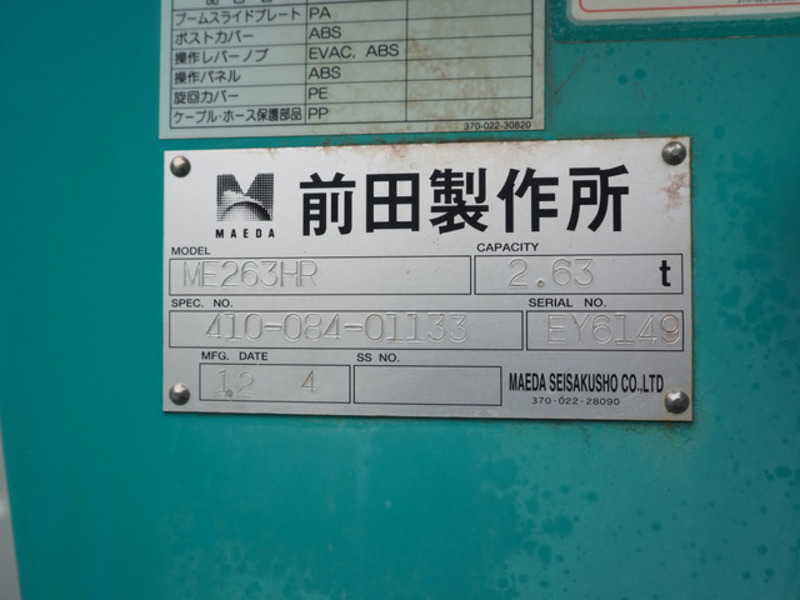 ブームスライドプレート PA
ポストカバー ABS
操作レバーノブ EVAC, ABS
操作パネル ABS
旋回カバー PE
ケーブル・ホース保護部品 PP
370-022-30820
前田製作所
MAEDA
MODEL CAPACITY
ME263HR 2.63 t
SPEC. NO. SERIAL NO.
410-084-01133 EY6149
MFG. DATE SS NO.
12 4 MAEDA SEISAKUSHO CO.,LTD
370-022-28090